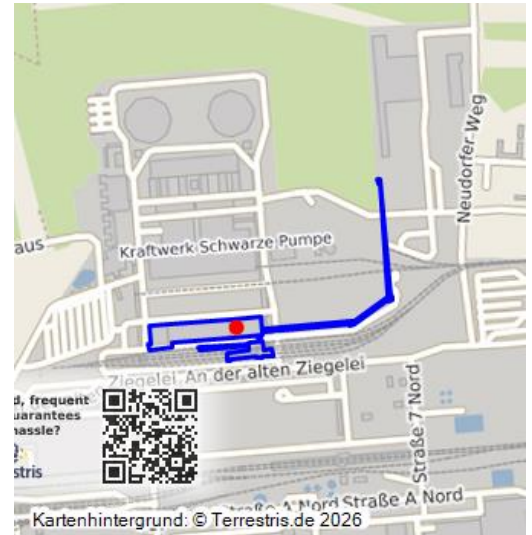 Neudorfer Weg
aus
Kraftwerk Schwarze Pumpe
Ziegelei An der alten Ziegelei
d, frequent
uarantees
hassle?
stris
Straße 7 Nord
Straße A Nord Straße A Nord
Kartenhintergrund: © Terrestris.de 2026